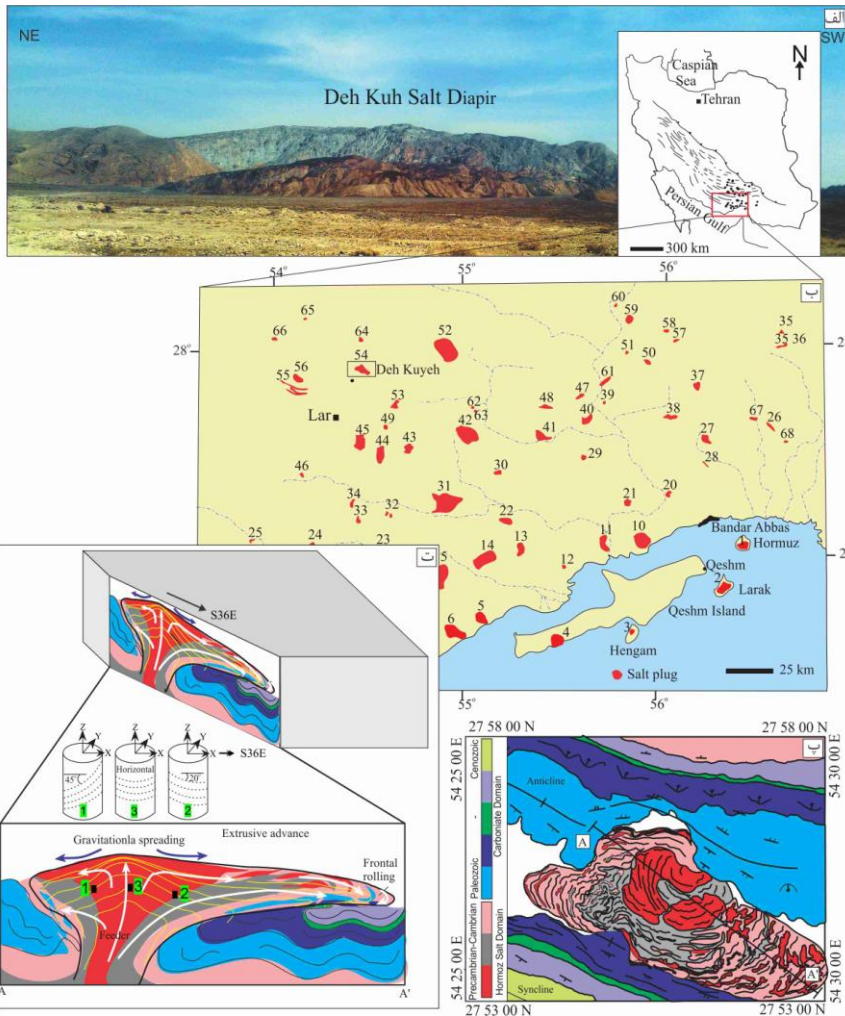 الف
NE
SW
Deh Kuh Salt Diapir
N
Caspian
Sea
Tehran
Persian Gulf
300 km
ب
54°
55°
56°
65
60
59
66
64
52
58
57
35
28°
51
50
35
36
54
Deh Kuyeh
56
55
61
37
53
62
63
48
47
39
Lar
49
42
41
40
38
67
26
45
44
43
27
68
29
28
46
30
31
34
21
20
32
22
33
Bandar Abbas
25
24
23
14
13
11
10
1
Hormuz
12
Qeshm
2
Larak
5
Qeshm Island
6
5
4
3
Hengam
Salt plug
25 km
55°
56°
ت
S36E
Z
Y
X
Z
Y
X
Z
Y
X
S36E
45°
Horizontal
20°
1
3
2
Gravitationla spreading
Extrusive advance
Frontal
rolling
1
3
2
Feeder
A
A'
27 58 00 N
27 58 00 N
پ
54 25 00 E
54 30 00 E
Cenozoic
-
Paleozoic
Precambrian-Cambrian
Carboniate Domain
Hormoz Salt Domain
Anticline
A
A'
Syncline
54 25 00 E
54 30 00 E
27 53 00 N
27 53 00 N